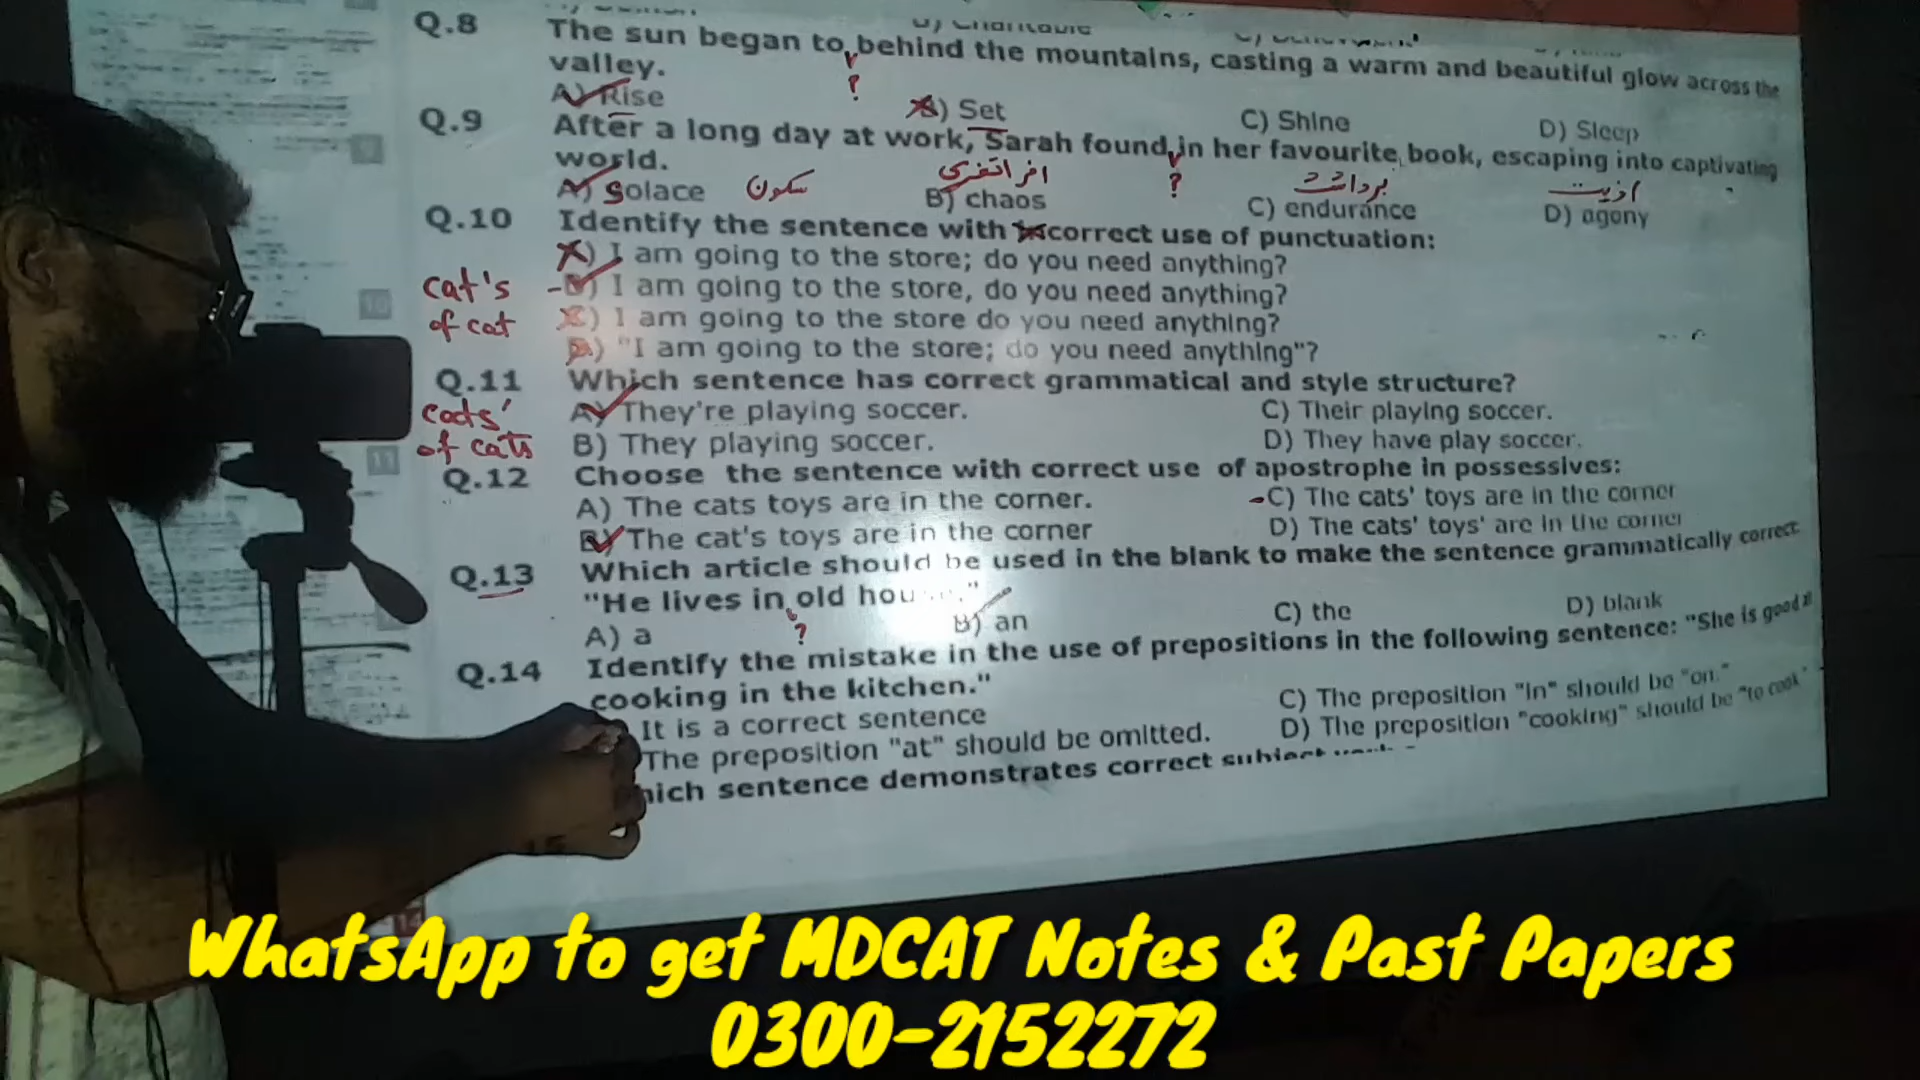 Q.8 The sun began to behind the mountains, casting a warm and beautiful glow across the
valley.
?
A) Rise B) Set C) Shine D) Sleep
Q.9 After a long day at work, Sarah found in her favourite book, escaping into captivating
world.
سکون افراتفری ? برداشت اذیت
A) Solace B) chaos C) endurance D) agony
Q.10 Identify the sentence with correct use of punctuation:
I am going to the store; do you need anything?
cat's B) I am going to the store, do you need anything?
of cat C) I am going to the store do you need anything?
D) "I am going to the store; do you need anything"?
Q.11 Which sentence has correct grammatical and style structure?
A) They're playing soccer. C) Their playing soccer.
of cats B) They playing soccer. D) They have play soccer.
Q.12 Choose the sentence with correct use of apostrophe in possessives:
A) The cats toys are in the corner. C) The cats' toys are in the corner
B) The cat's toys are in the corner D) The cats' toys' are in the corner
Q.13 Which article should be used in the blank to make the sentence grammatically correct
"He lives in old
?
A) a B) an C) the D) blank
Q.14 Identify the mistake in the use of prepositions in the following sentence: "She is good at
cooking in the kitchen."
It is a correct sentence C) The preposition "in" should be "on."
The preposition "at" should be omitted. D) The preposition "cooking" should be "to cook"
sentence demonstrates correct
WhatsApp to get MDCAT Notes & Past Papers
0300-2152272